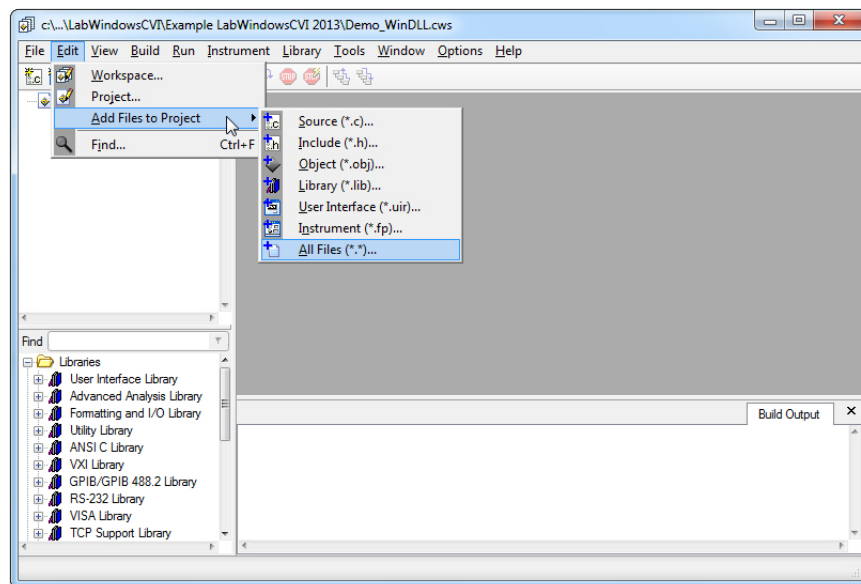 c:\...\LabWindowsCVI\Example LabWindowsCVI 2013\Demo_WinDLL.cws
File Edit View Build Run Instrument Library Tools Window Options Help
Workspace...
Project...
Add Files to Project
Find... Ctrl+F
Source (*.c)...
Include (*.h)...
Object (*.obj)...
Library (*.lib)...
User Interface (*.uir)...
Instrument (*.fp)...
All Files (*.*)...
Find
Libraries
User Interface Library
Advanced Analysis Library
Formatting and I/O Library
Utility Library
ANSI C Library
VXI Library
GPIB/GPIB 488.2 Library
RS-232 Library
VISA Library
TCP Support Library
Build Output